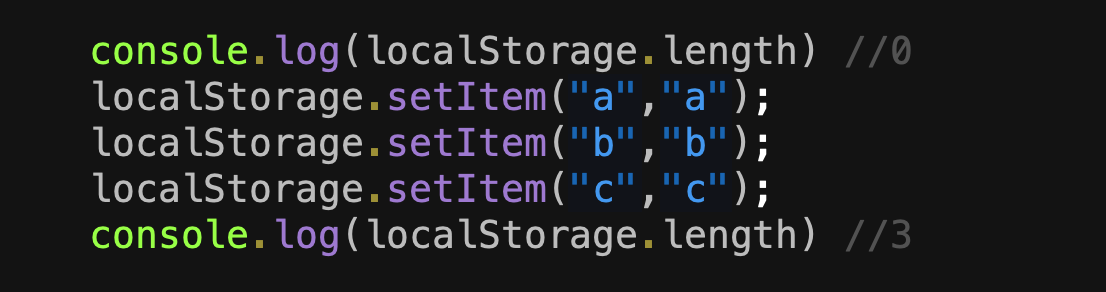 console.log(localStorage.length) //0
localStorage.setItem("a","a");
localStorage.setItem("b","b");
localStorage.setItem("c","c");
console.log(localStorage.length) //3